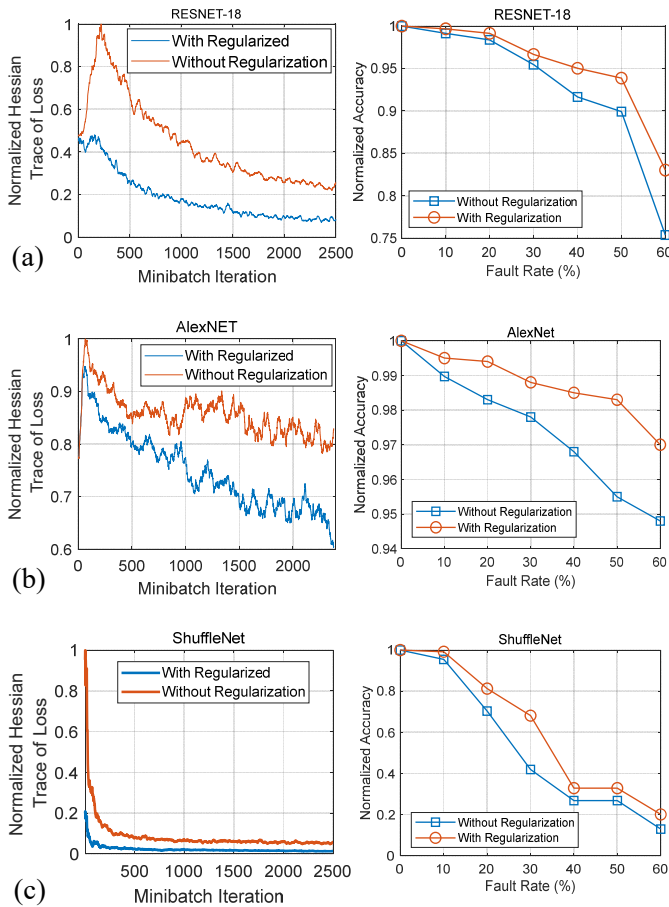 RESNET-18
Normalized Hessian
Trace of Loss
1
0.8
0.6
0.4
0.2
0
With Regularized
Without Regularization
1 500 1000 1500 2000 2500
Minibatch Iteration
(a)
RESNET-18
Normalized Accuracy
0.95
0.9
0.85
0.8
0.75
Without Regularization
With Regularization
0 10 20 30 40 50 60
Fault Rate (%)
AlexNET
Normalized Hessian
Trace of Loss
1
0.9
0.8
0.7
0.6
With Regularized
Without Regularization
0 500 1000 1500 2000
Minibatch Iteration
(b)
AlexNet
Normalized Accuracy
1
0.99
0.98
0.97
0.96
0.95
0.94
Without Regularization
With Regularization
0 10 20 30 40 50 60
Fault Rate (%)
ShuffleNet
Normalized Hessian
Trace of Loss
1
0.8
0.6
0.4
0.2
0
With Regularized
Without Regularization
1 500 1000 1500 2000 2500
Minibatch Iteration
(c)
ShuffleNet
Normalized Accuracy
1
0.8
0.6
0.4
0.2
0
Without Regularization
With Regularization
0 10 20 30 40 50 60
Fault Rate (%)